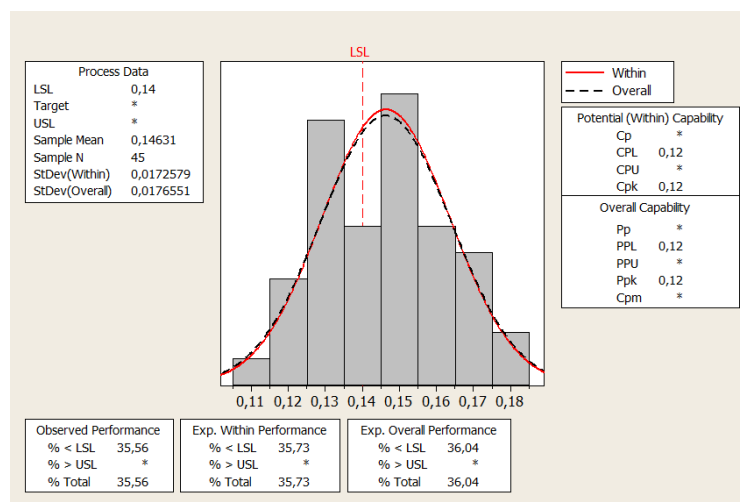 LSL
Process Data
LSL 0,14
Target *
USL *
Sample Mean 0,14631
Sample N 45
StDev(Within) 0,0172579
StDev(Overall) 0,0176551
Within
Overall
Potential (Within) Capability
Cp *
CPL 0,12
CPU *
Cpk 0,12
Overall Capability
Pp *
PPL 0,12
PPU *
Ppk 0,12
Cpm *
0,11 0,12 0,13 0,14 0,15 0,16 0,17 0,18
Observed Performance
% < LSL 35,56
% > USL *
% Total 35,56
Exp. Within Performance
% < LSL 35,73
% > USL *
% Total 35,73
Exp. Overall Performance
% < LSL 36,04
% > USL *
% Total 36,04